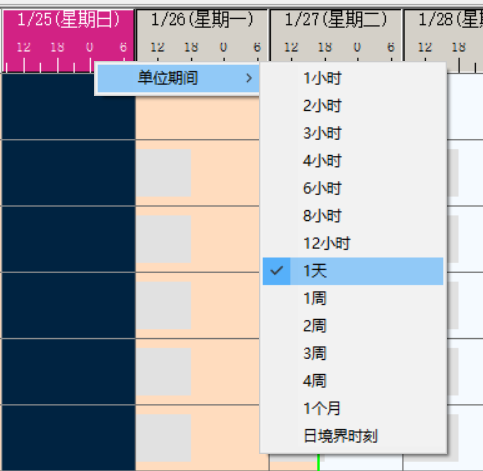 1/25(星期日) 1/26(星期一) 1/27(星期二) 1/28(星
12 18 0 6 12 18 0 6 12 18 0 6 12 18
单位期间
1小时
2小时
3小时
4小时
6小时
8小时
12小时
1天
1周
2周
3周
4周
1个月
日境界时刻